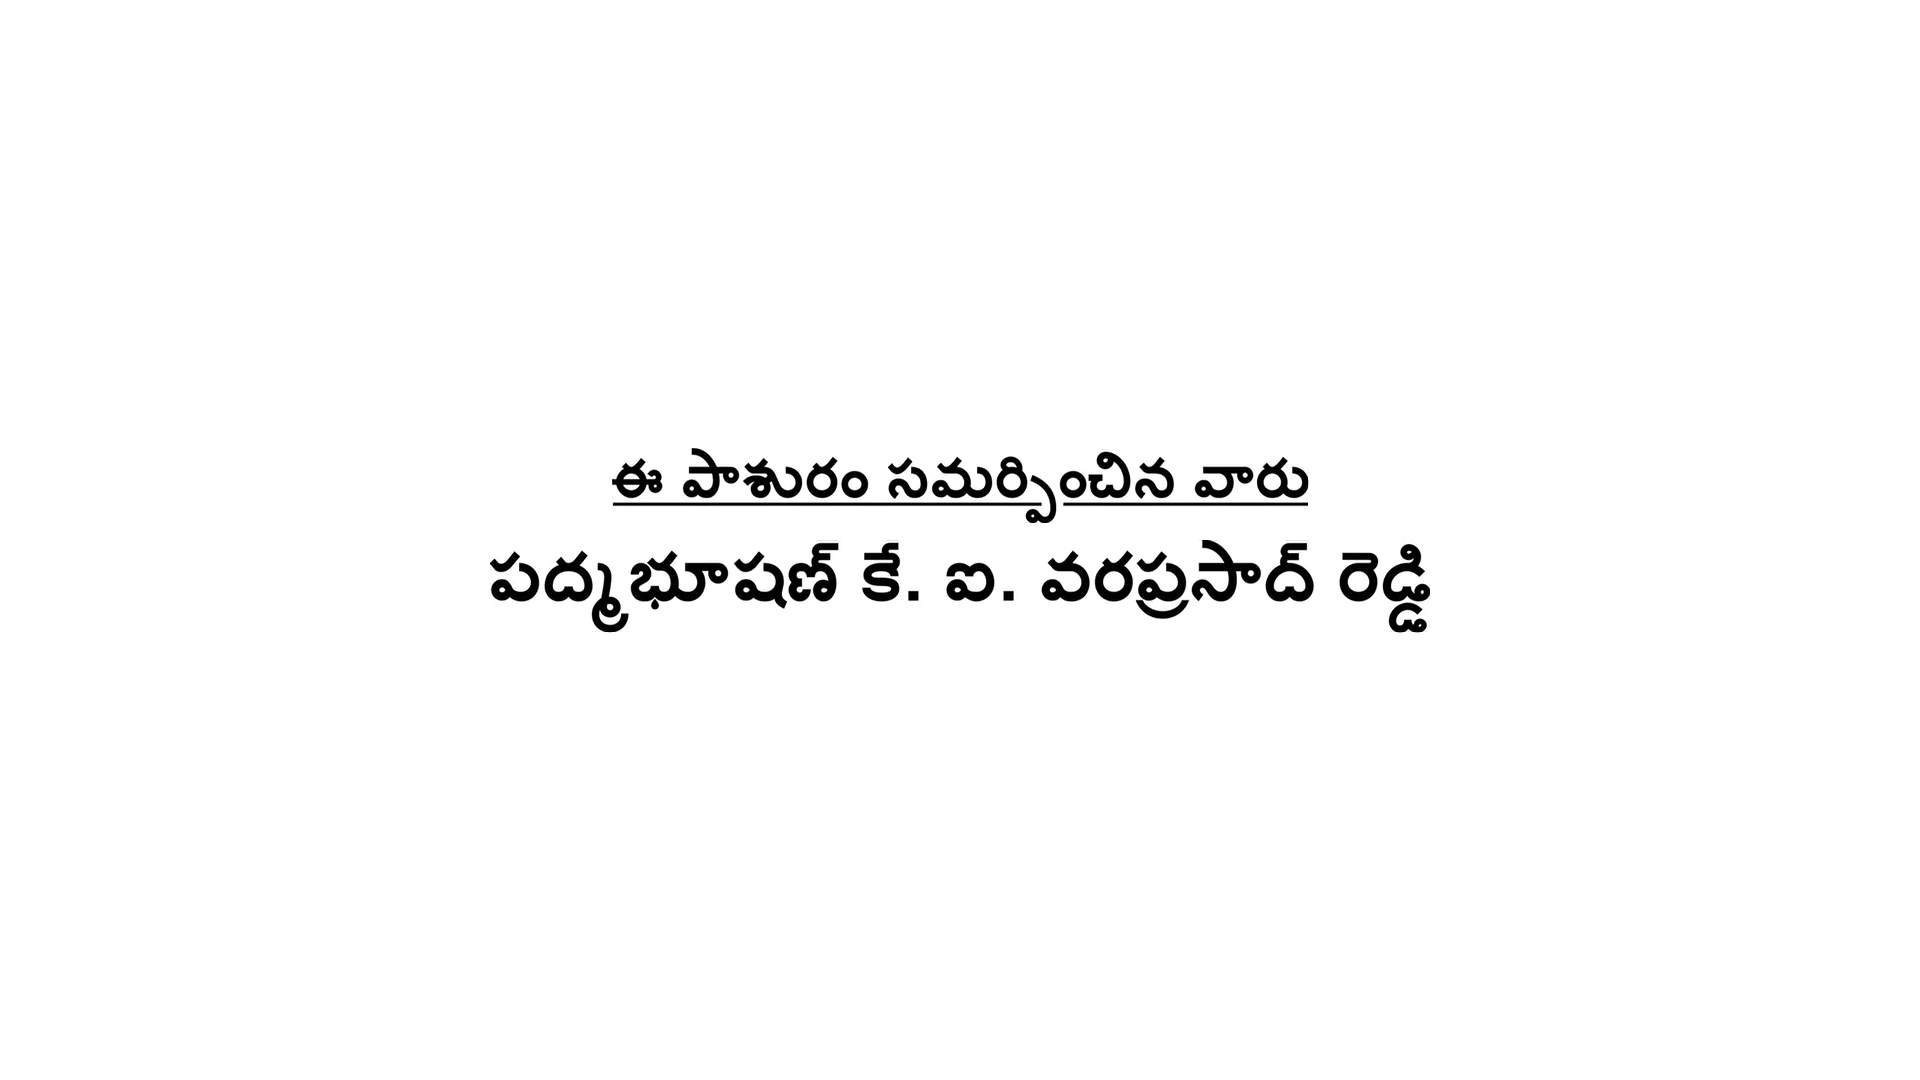 ఈ పాశురం సమర్పించిన వారు
పద్మభూషణ్ కే. ఐ. వరప్రసాద్ రెడ్డి